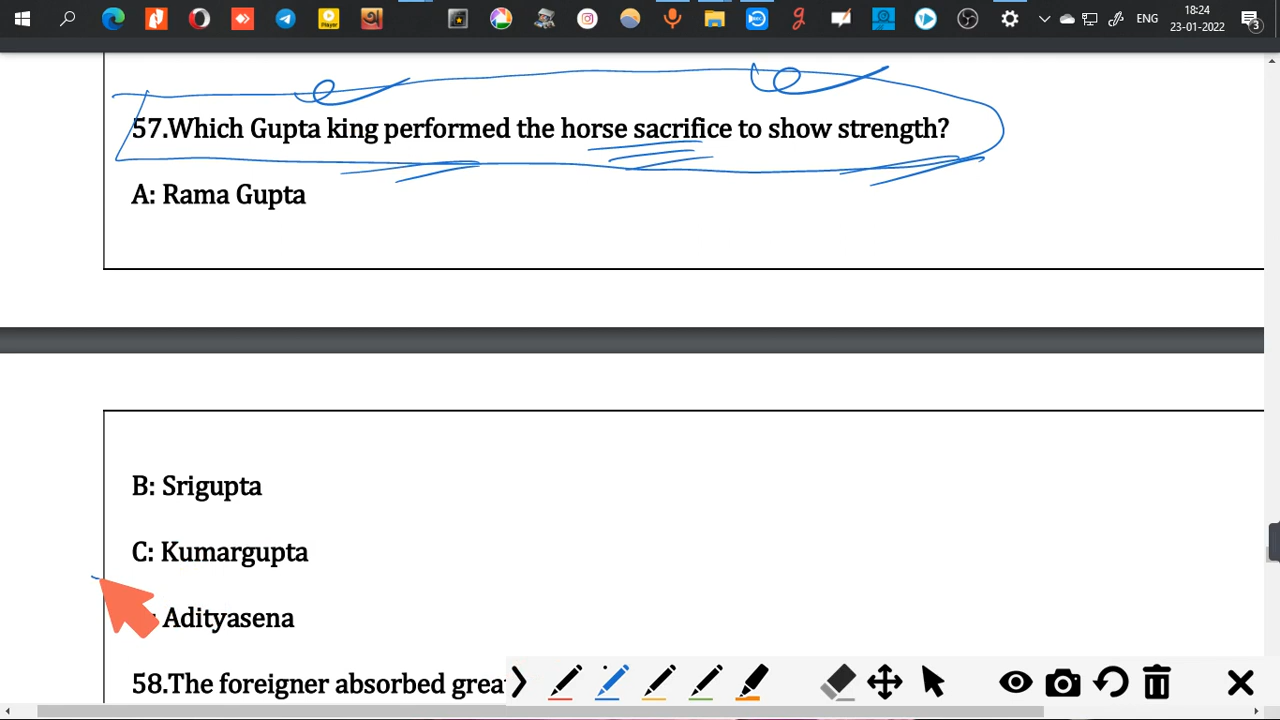 ENG
18:24
23-01-2022
3
57.Which Gupta king performed the horse sacrifice to show strength?
A: Rama Gupta
B: Srigupta
C: Kumargupta
Adityasena
58.The foreigner absorbed grea